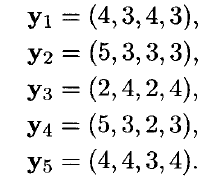 y₁ = (4, 3, 4, 3),
y₂ = (5, 3, 3, 3),
y₃ = (2, 4, 2, 4),
y₄ = (5, 3, 2, 3),
y₅ = (4, 4, 3, 4).